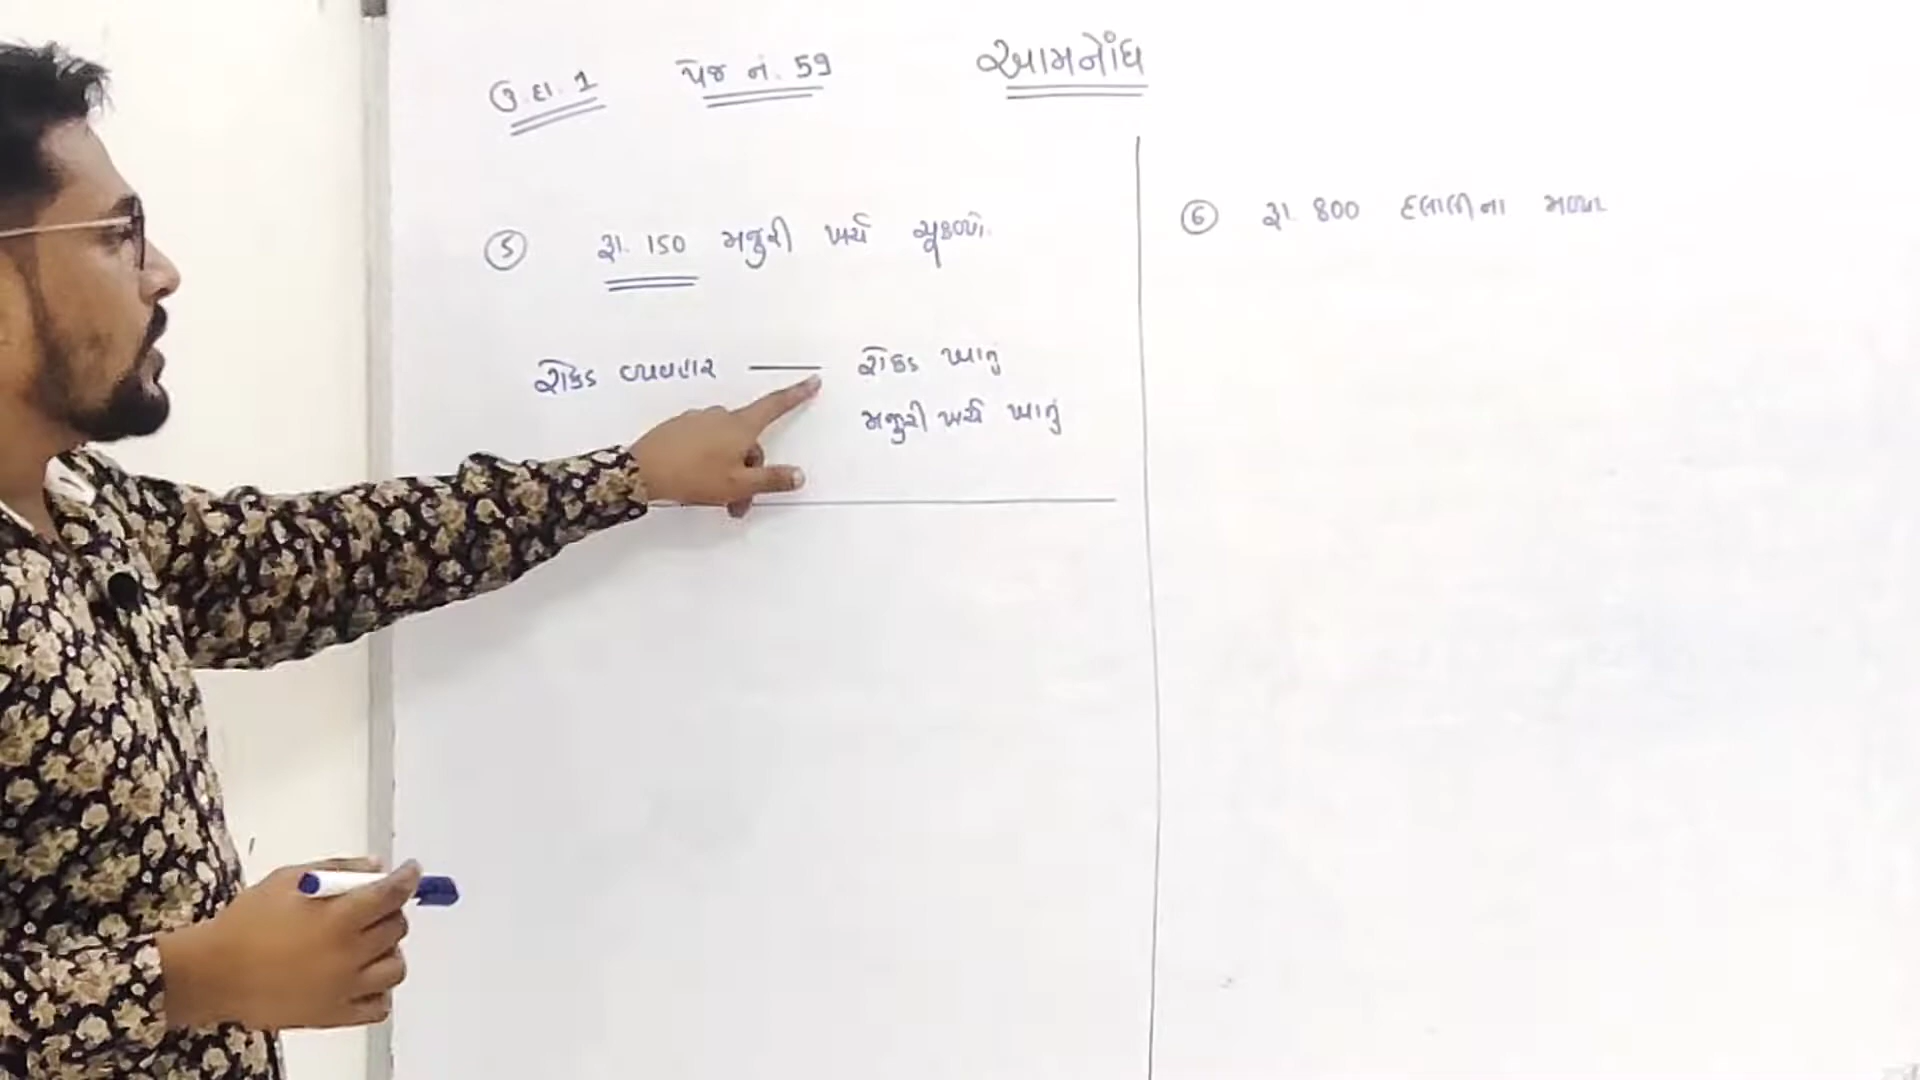 ઉ.દા. 1 પેજ નં. 59 આમનોંધ
5 રૂા. 150 મજુરી ખર્ચ ચૂકવ્યો.
રોકડ વ્યવહાર — રોકડ ખાતું
મજુરી ખર્ચ ખાતું
6 રૂા. 800 દલાલીના મળ્યા